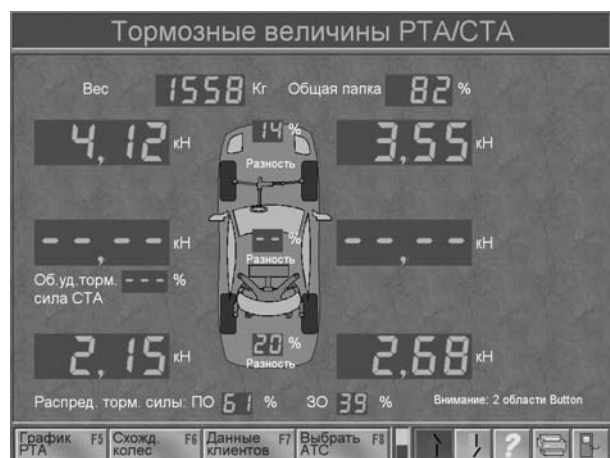 Тормозные величины РТА/СТА
Вес 1558 Кг Общая папка 82 %
4,12 кН 14 % 3,55 кН
Разность
--,-- кН -- % --,-- кН
Разность
Об.уд.торм. --- %
сила СТА
2,15 кН 20 % 2,68 кН
Разность
Распред. торм. силы: ПО 61 % ЗО 39 % Внимание: 2 области Button
График F5 Схожд. F6 Данные F7 Выбрать F8 ?
РТА колес клиентов АТС